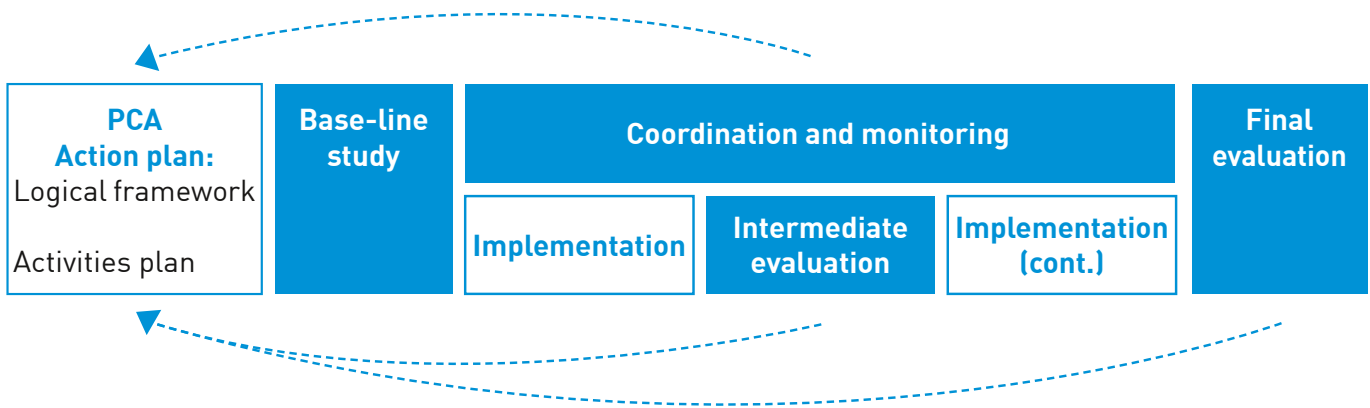 PCA
Action plan:
Logical framework
Activities plan
Base-line
study
Coordination and monitoring
Implementation
Intermediate
evaluation
Implementation
(cont.)
Final
evaluation